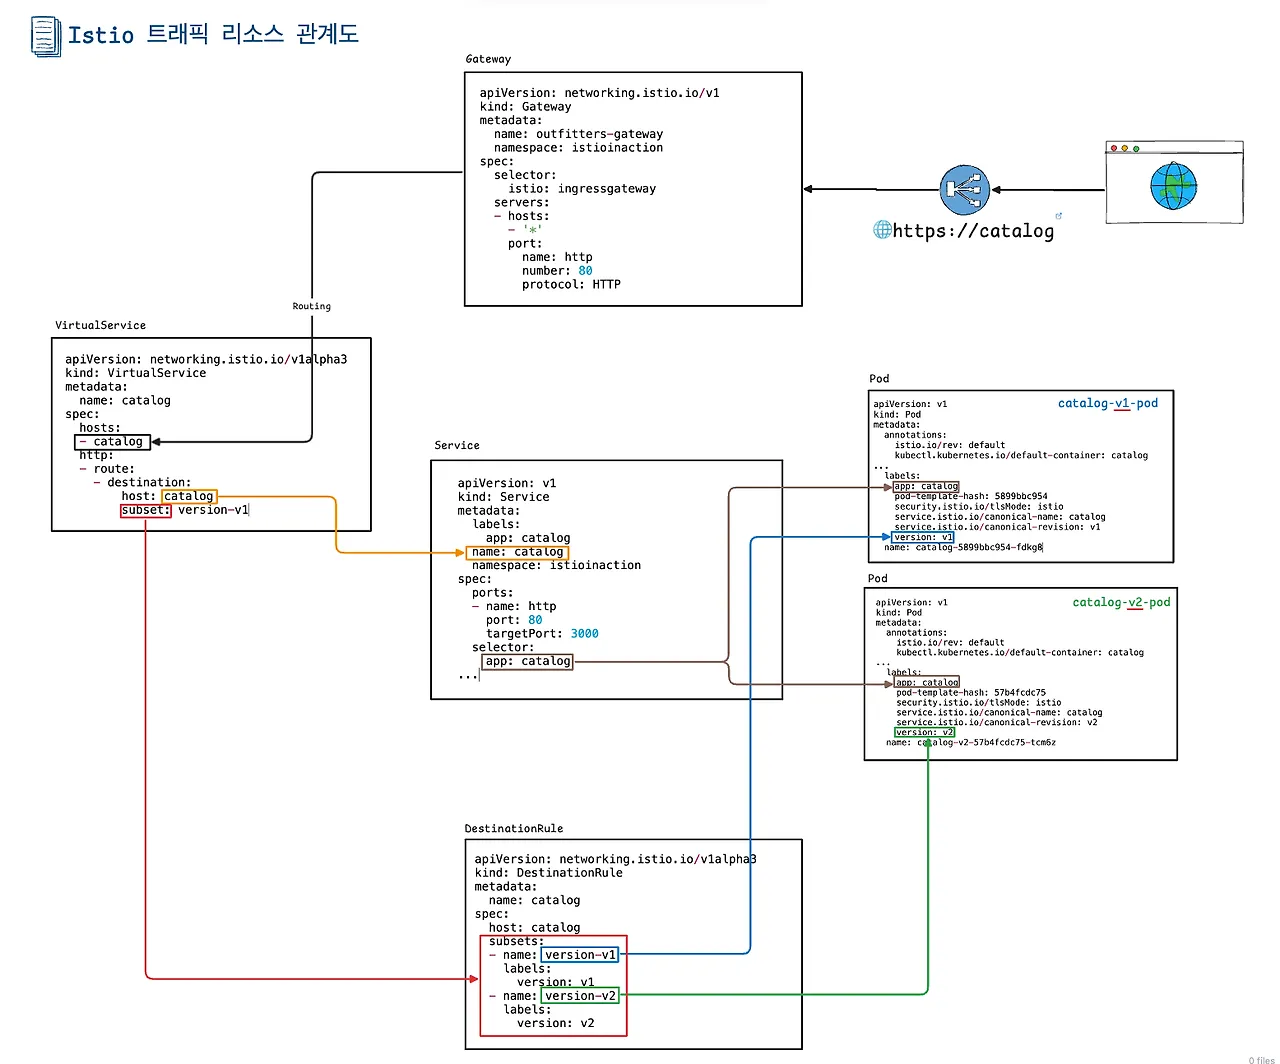 Istio 트래픽 리소스 관계도
Gateway
apiVersion: networking.istio.io/v1
kind: Gateway
metadata:
  name: outfitters-gateway
  namespace: istioinaction
spec:
  selector:
    istio: ingressgateway
  servers:
  - hosts:
    - '*'
    port:
      name: http
      number: 80
      protocol: HTTP
https://catalog
Routing
VirtualService
apiVersion: networking.istio.io/v1alpha3
kind: VirtualService
metadata:
  name: catalog
spec:
  hosts:
  - catalog
  http:
  - route:
    - destination:
        host: catalog
        subset: version-v1
Service
apiVersion: v1
kind: Service
metadata:
  labels:
    app: catalog
  name: catalog
  namespace: istioinaction
spec:
  ports:
  - name: http
    port: 80
    targetPort: 3000
  selector:
    app: catalog
...
Pod
catalog-v1-pod
apiVersion: v1
kind: Pod
metadata:
  annotations:
    istio.io/rev: default
    kubectl.kubernetes.io/default-container: catalog
...
  labels:
    app: catalog
    pod-template-hash: 5899bbc954
    security.istio.io/tlsMode: istio
    service.istio.io/canonical-name: catalog
    service.istio.io/canonical-revision: v1
    version: v1
  name: catalog-5899bbc954-fdkg8
Pod
catalog-v2-pod
apiVersion: v1
kind: Pod
metadata:
  annotations:
    istio.io/rev: default
    kubectl.kubernetes.io/default-container: catalog
...
  labels:
    app: catalog
    pod-template-hash: 57b4fcdc75
    security.istio.io/tlsMode: istio
    service.istio.io/canonical-name: catalog
    service.istio.io/canonical-revision: v2
    version: v2
  name: catalog-v2-57b4fcdc75-tcm6z
DestinationRule
apiVersion: networking.istio.io/v1alpha3
kind: DestinationRule
metadata:
  name: catalog
spec:
  host: catalog
  subsets:
  - name: version-v1
    labels:
      version: v1
  - name: version-v2
    labels:
      version: v2
0 files